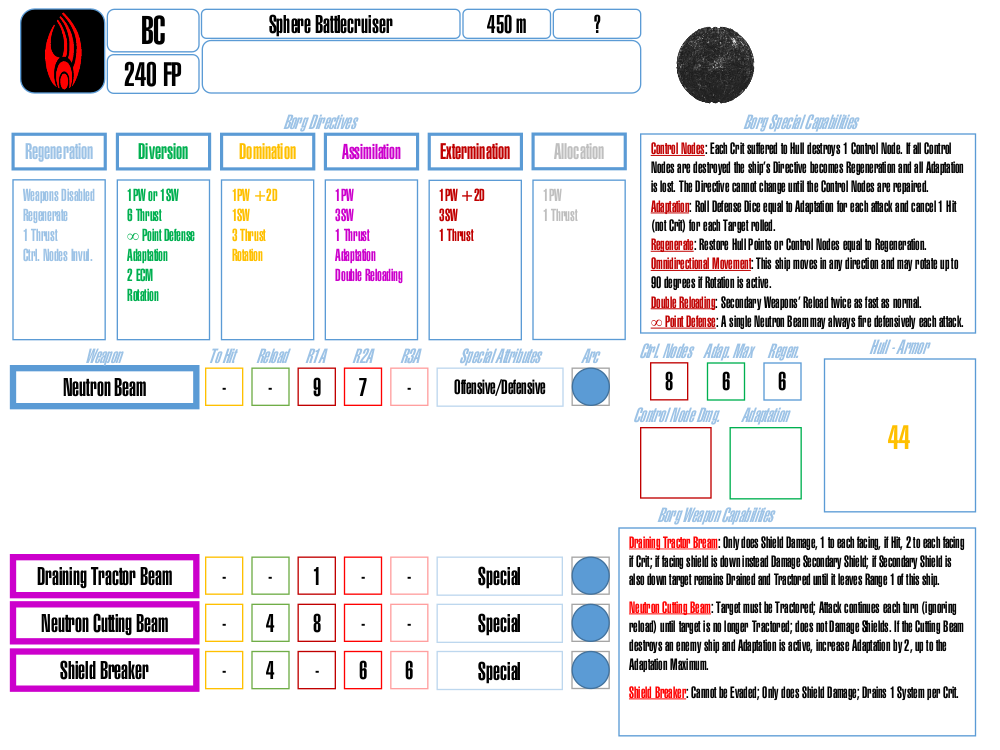 BC
Sphere Battlecruiser
450 m
?
240 FP
Borg Directives
Regeneration
Diversion
Domination
Assimilation
Extermination
Allocation
Weapons Disabled
Regenerate
1 Thrust
Ctrl. Nodes Invul.
1PW or 1SW
6 Thrust
∞ Point Defense
Adaptation
2 ECM
Rotation
1PW +2D
1SW
3 Thrust
Rotation
1PW
3SW
1 Thrust
Adaptation
Double Reloading
1PW +2D
3SW
1 Thrust
1PW
1 Thrust
Borg Special Capabilities
Control Nodes: Each Crit suffered to Hull destroys 1 Control Node. If all Control
Nodes are destroyed the ship's Directive becomes Regeneration and all Adaptation
is lost. The Directive cannot change until the Control Nodes are repaired.
Adaptation: Roll Defense Dice equal to Adaptation for each attack and cancel 1 Hit
(not Crit) for each Target rolled.
Regenerate: Restore Hull Points or Control Nodes equal to Regeneration.
Omnidirectional Movement: This ship moves in any direction and may rotate up to
90 degrees if Rotation is active.
Double Reloading: Secondary Weapons' Reload twice as fast as normal.
∞ Point Defense: A single Neutron Beam may always fire defensively each attack.
Weapon To Hit Reload R1A R2A R3A Special Attributes Arc
Neutron Beam - - 9 7 - Offensive/Defensive
Ctrl. Nodes Adap. Max Regen. Hull - Armor
8 6 6
44
Control Node Dmg. Adaptation
Draining Tractor Beam - - 1 - - Special
Neutron Cutting Beam - 4 8 - - Special
Shield Breaker - 4 - 6 6 Special
Borg Weapon Capabilities
Draining Tractor Bream: Only does Shield Damage, 1 to each facing, if Hit, 2 to each facing
if Crit; if facing shield is down instead Damage Secondary Shield; if Secondary Shield is
also down target remains Drained and Tractored until it leaves Range 1 of this ship.
Neutron Cutting Beam: Target must be Tractored; Attack continues each turn (ignoring
reload) until target is no longer Tractored; does not Damage Shields. If the Cutting Beam
destroys an enemy ship and Adaptation is active, increase Adaptation by 2, up to the
Adaptation Maximum.
Shield Breaker: Cannot be Evaded; Only does Shield Damage; Drains 1 System per Crit.